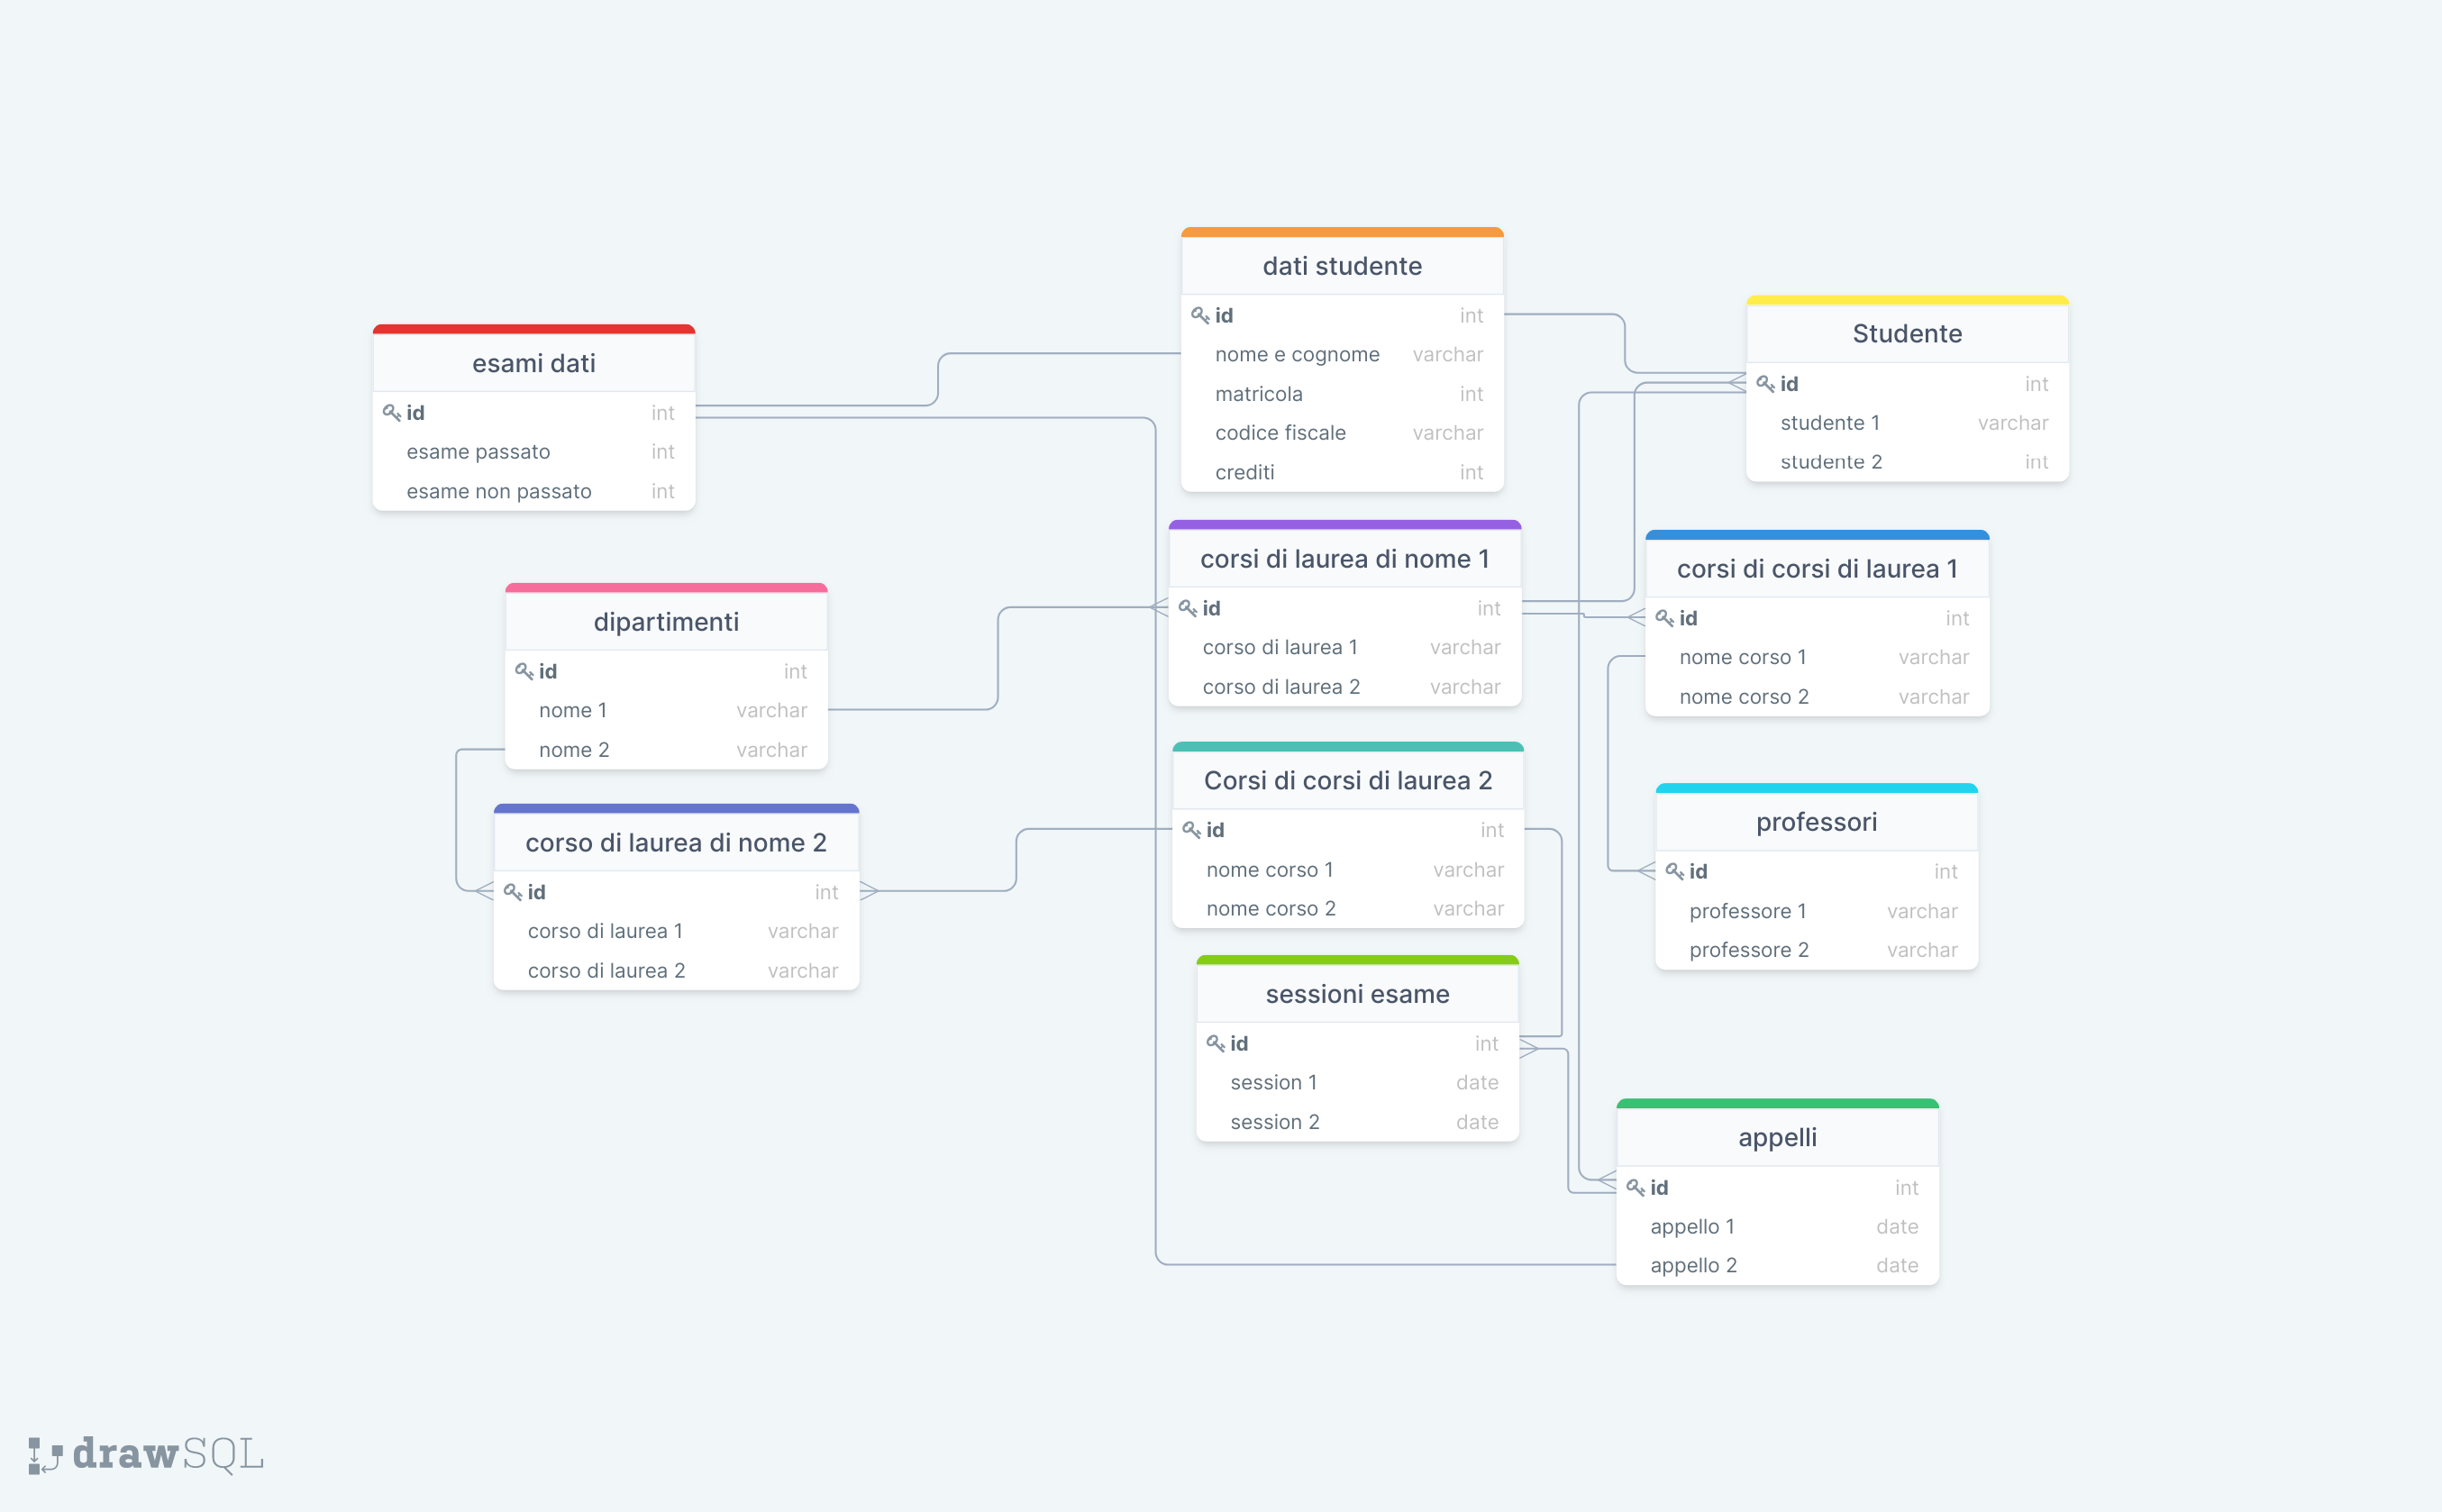 dati studente
id int
nome e cognome varchar
matricola int
codice fiscale varchar
crediti int
Studente
id int
studente 1 varchar
studente 2 int
esami dati
id int
esame passato int
esame non passato int
corsi di laurea di nome 1
id int
corso di laurea 1 varchar
corso di laurea 2 varchar
corsi di corsi di laurea 1
id int
nome corso 1 varchar
nome corso 2 varchar
dipartimenti
id int
nome 1 varchar
nome 2 varchar
Corsi di corsi di laurea 2
id int
nome corso 1 varchar
nome corso 2 varchar
professori
id int
professore 1 varchar
professore 2 varchar
corso di laurea di nome 2
id int
corso di laurea 1 varchar
corso di laurea 2 varchar
sessioni esame
id int
session 1 date
session 2 date
appelli
id int
appello 1 date
appello 2 date
drawSQL